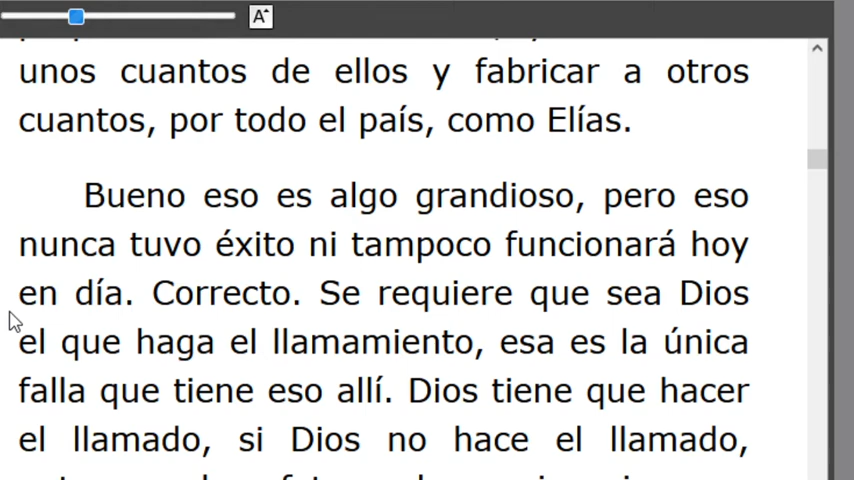 A
unos cuantos de ellos y fabricar a otros
cuantos, por todo el país, como Elías.
Bueno eso es algo grandioso, pero eso
nunca tuvo éxito ni tampoco funcionará hoy
en día. Correcto. Se requiere que sea Dios
el que haga el llamamiento, esa es la única
falla que tiene eso allí. Dios tiene que hacer
el llamado, si Dios no hace el llamado,